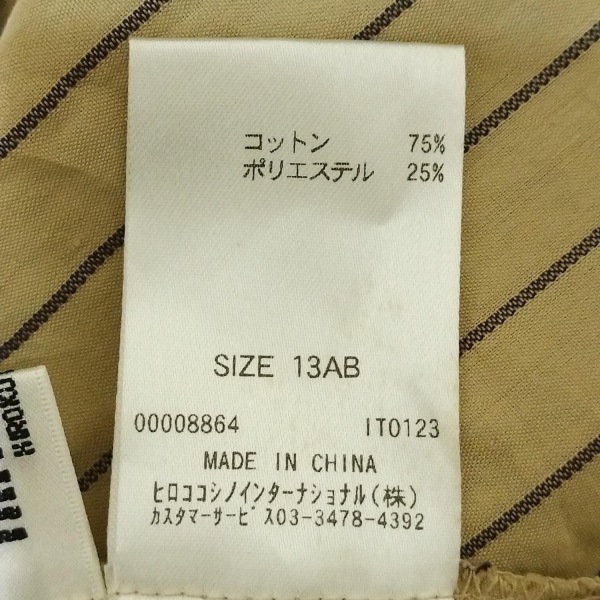 コットン 75%
ポリエステル 25%
SIZE 13AB
00008864 IT0123
MADE IN CHINA
ﾋﾛｺｺｼﾉｲﾝﾀｰﾅｼｮﾅﾙ(株)
ｶｽﾀﾏｰｻｰﾋﾞｽ03-3478-4392